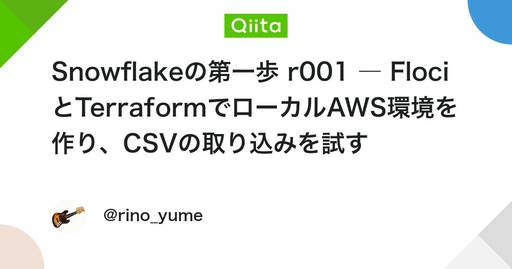 Qiita
Snowflakeの第一歩 r001 — Floci
とTerraformでローカルAWS環境を
作り、CSVの取り込みを試す
@rino_yume